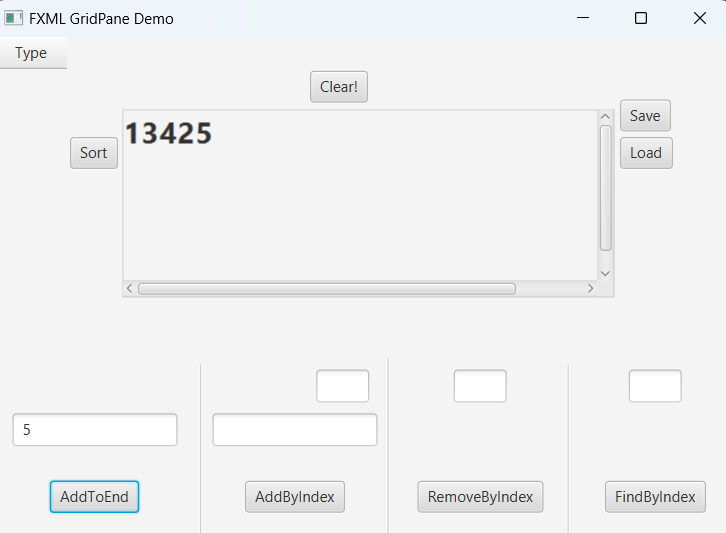 FXML GridPane Demo
Type
Clear!
Save
13425
Sort
Load
5
AddToEnd
AddByIndex
RemoveByIndex
FindByIndex